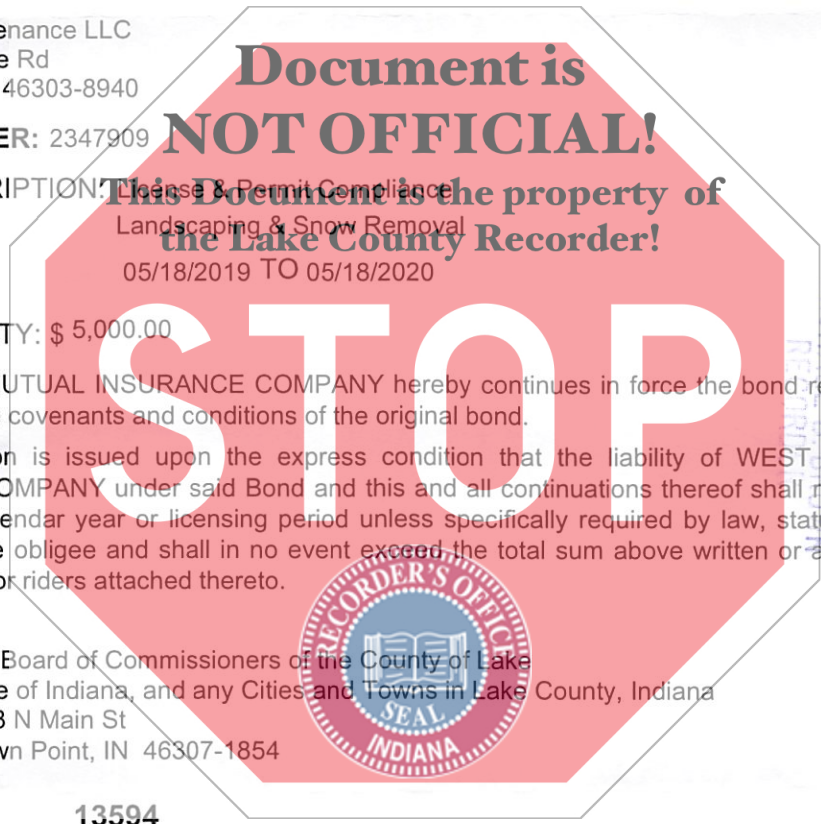 enance LLC
e Rd
46303-8940
Document is
NOT OFFICIAL!
ER: 2347909
RIPTION: License & Permit Compliance
This Document is the property of
Landscaping & Snow Removal
the Lake County Recorder!
05/18/2019 TO 05/18/2020
STOP
TY: $ 5,000.00
UTUAL INSURANCE COMPANY hereby continues in force the bond re
covenants and conditions of the original bond.
n is issued upon the express condition that the liability of WEST
OMPANY under said Bond and this and all continuations thereof shall n
endar year or licensing period unless specifically required by law, statu
e obligee and shall in no event exceed the total sum above written or a
or riders attached thereto.
RECORDER'S OFFICE
SEAL
INDIANA
Board of Commissioners of the County of Lake
e of Indiana, and any Cities and Towns in Lake County, Indiana
3 N Main St
wn Point, IN 46307-1854
13594